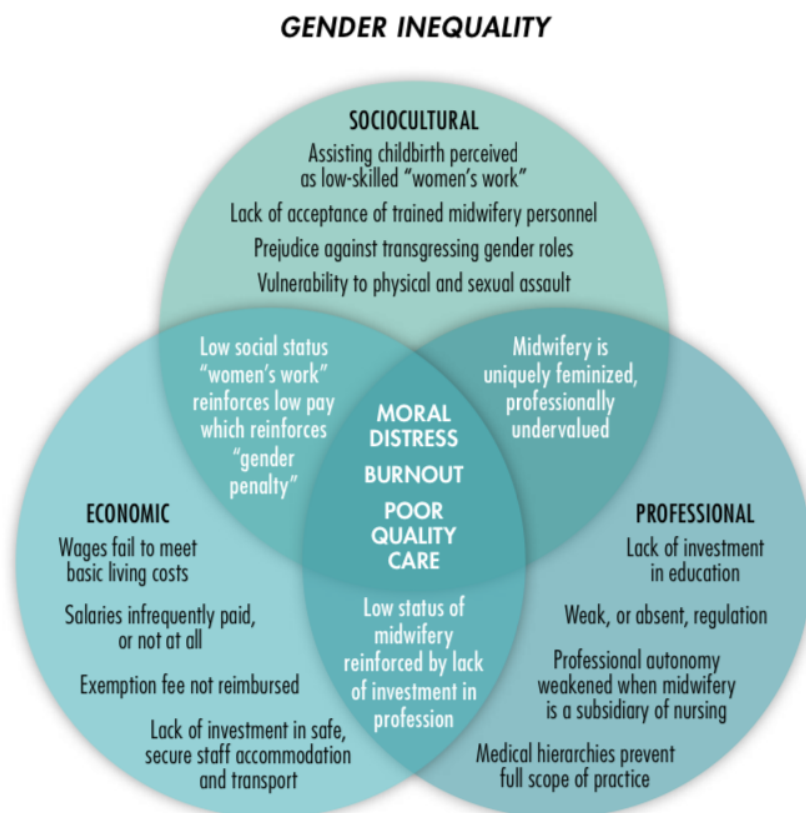 GENDER INEQUALITY
SOCIOCULTURAL
Assisting childbirth perceived
as low-skilled “women’s work”
Lack of acceptance of trained midwifery personnel
Prejudice against transgressing gender roles
Vulnerability to physical and sexual assault
Low social status
“women’s work”
reinforces low pay
which reinforces
“gender
penalty”
Midwifery is
uniquely feminized,
professionally
undervalued
MORAL
DISTRESS
BURNOUT
POOR
QUALITY
CARE
ECONOMIC
Wages fail to meet
basic living costs
Salaries infrequently paid,
or not at all
Exemption fee not reimbursed
Lack of investment in safe,
secure staff accommodation
and transport
Low status of
midwifery
reinforced by lack
of investment in
profession
PROFESSIONAL
Lack of investment
in education
Weak, or absent, regulation
Professional autonomy
weakened when midwifery
is a subsidiary of nursing
Medical hierarchies prevent
full scope of practice